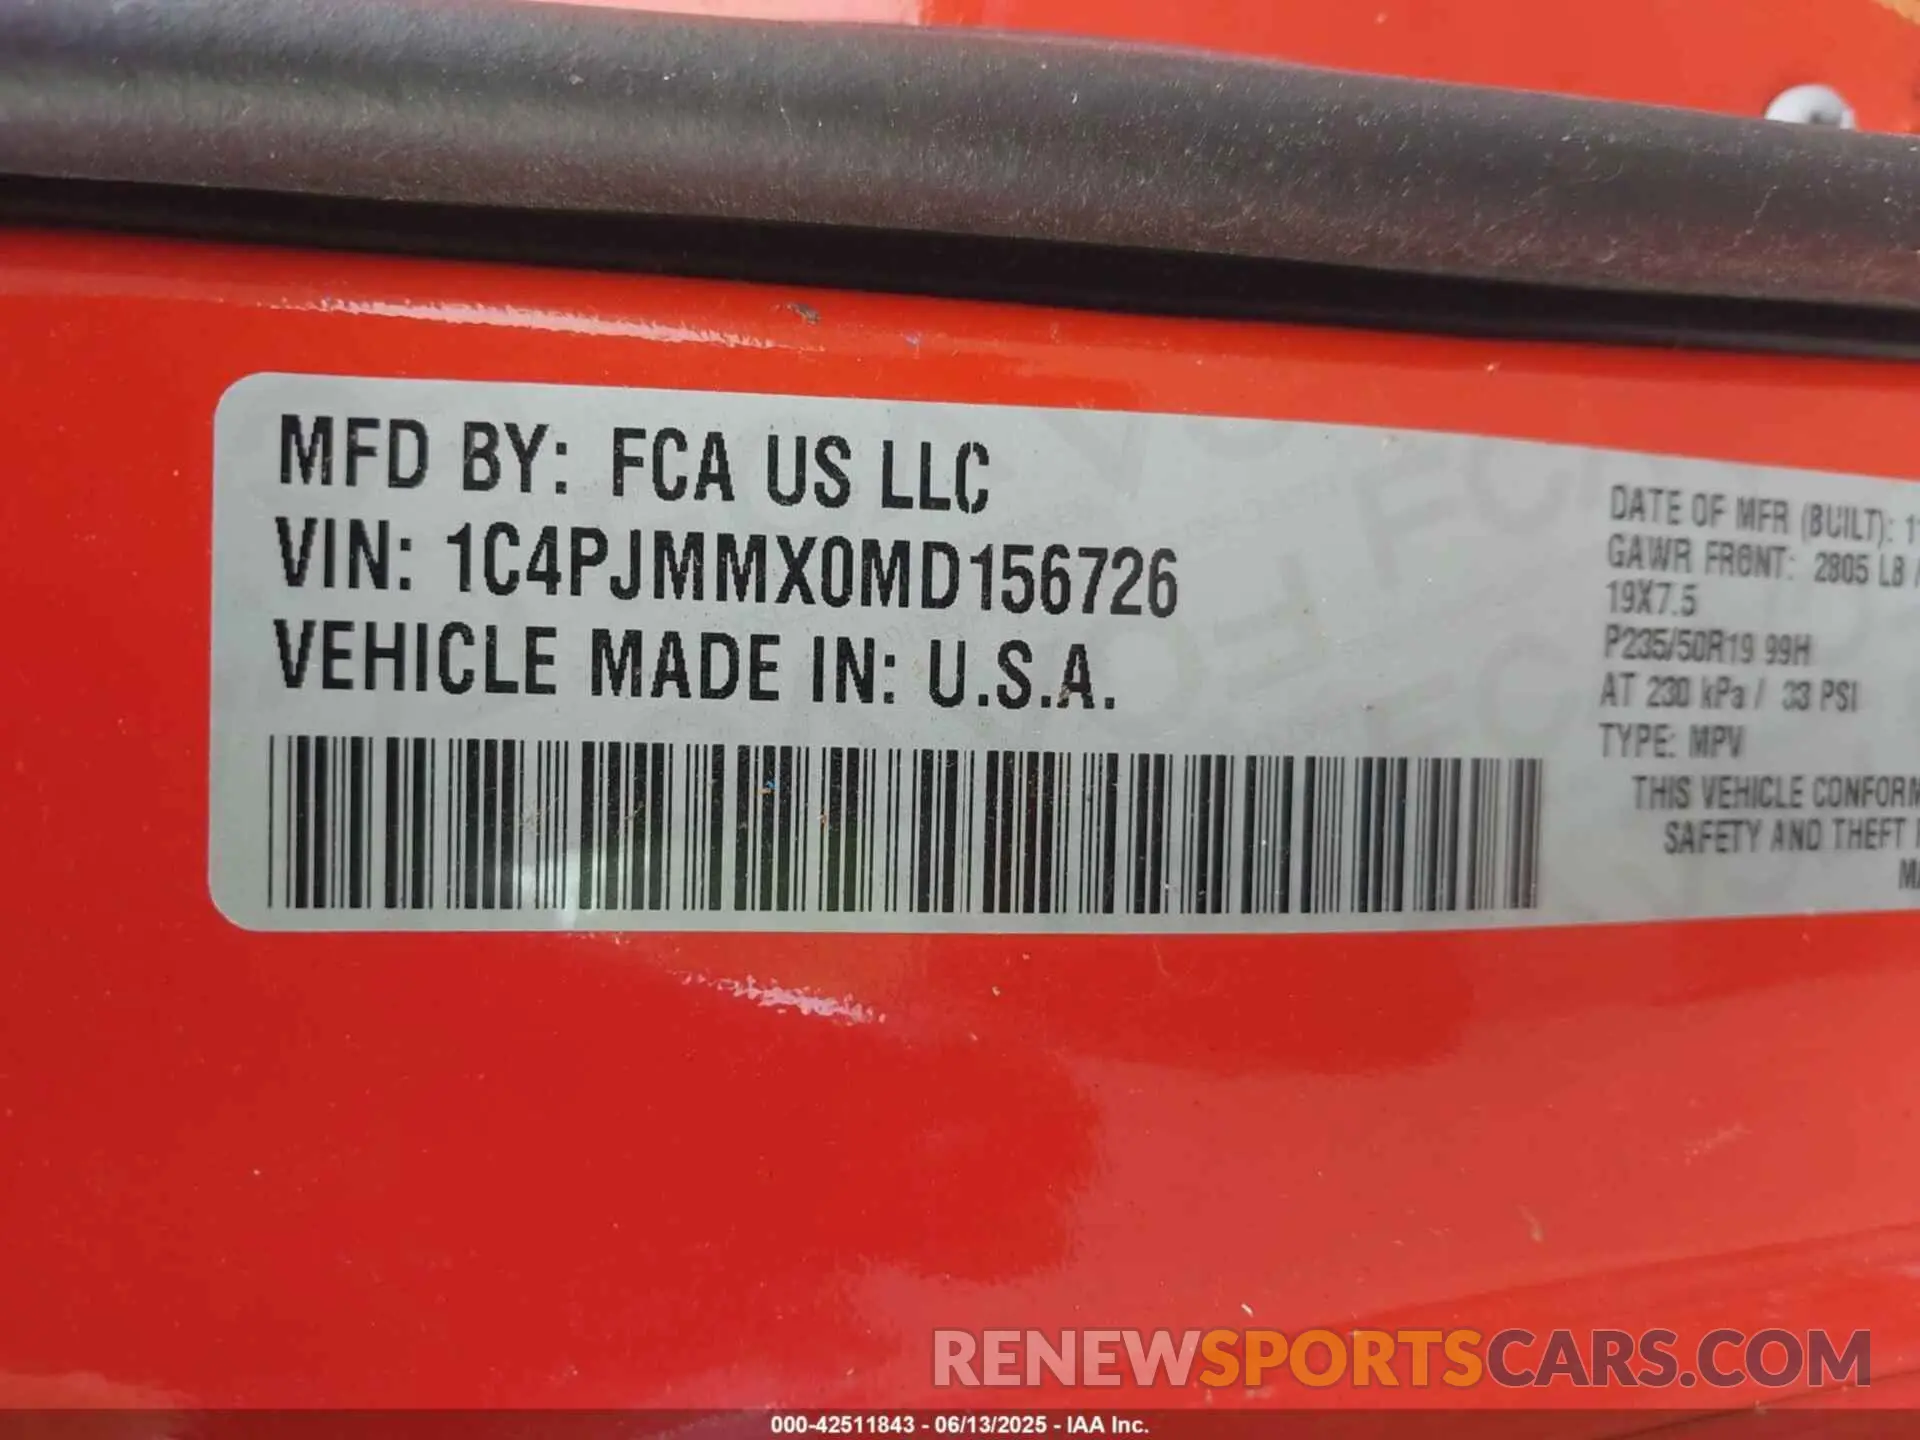 MFD BY: FCA US LLC
VIN: 1C4PJMMX0MD156726
VEHICLE MADE IN: U.S.A.
DATE OF MFR (BUILT):
GAWR FRONT: 2805 LB
19X7.5
P235/50R19 99H
AT 230 kPa / 33 PSI
TYPE: MPV
THIS VEHICLE
SAFETY AND THEFT
RENEWSPORTSCARS.COM
000-42511843 - 06/13/2025 - IAA Inc.